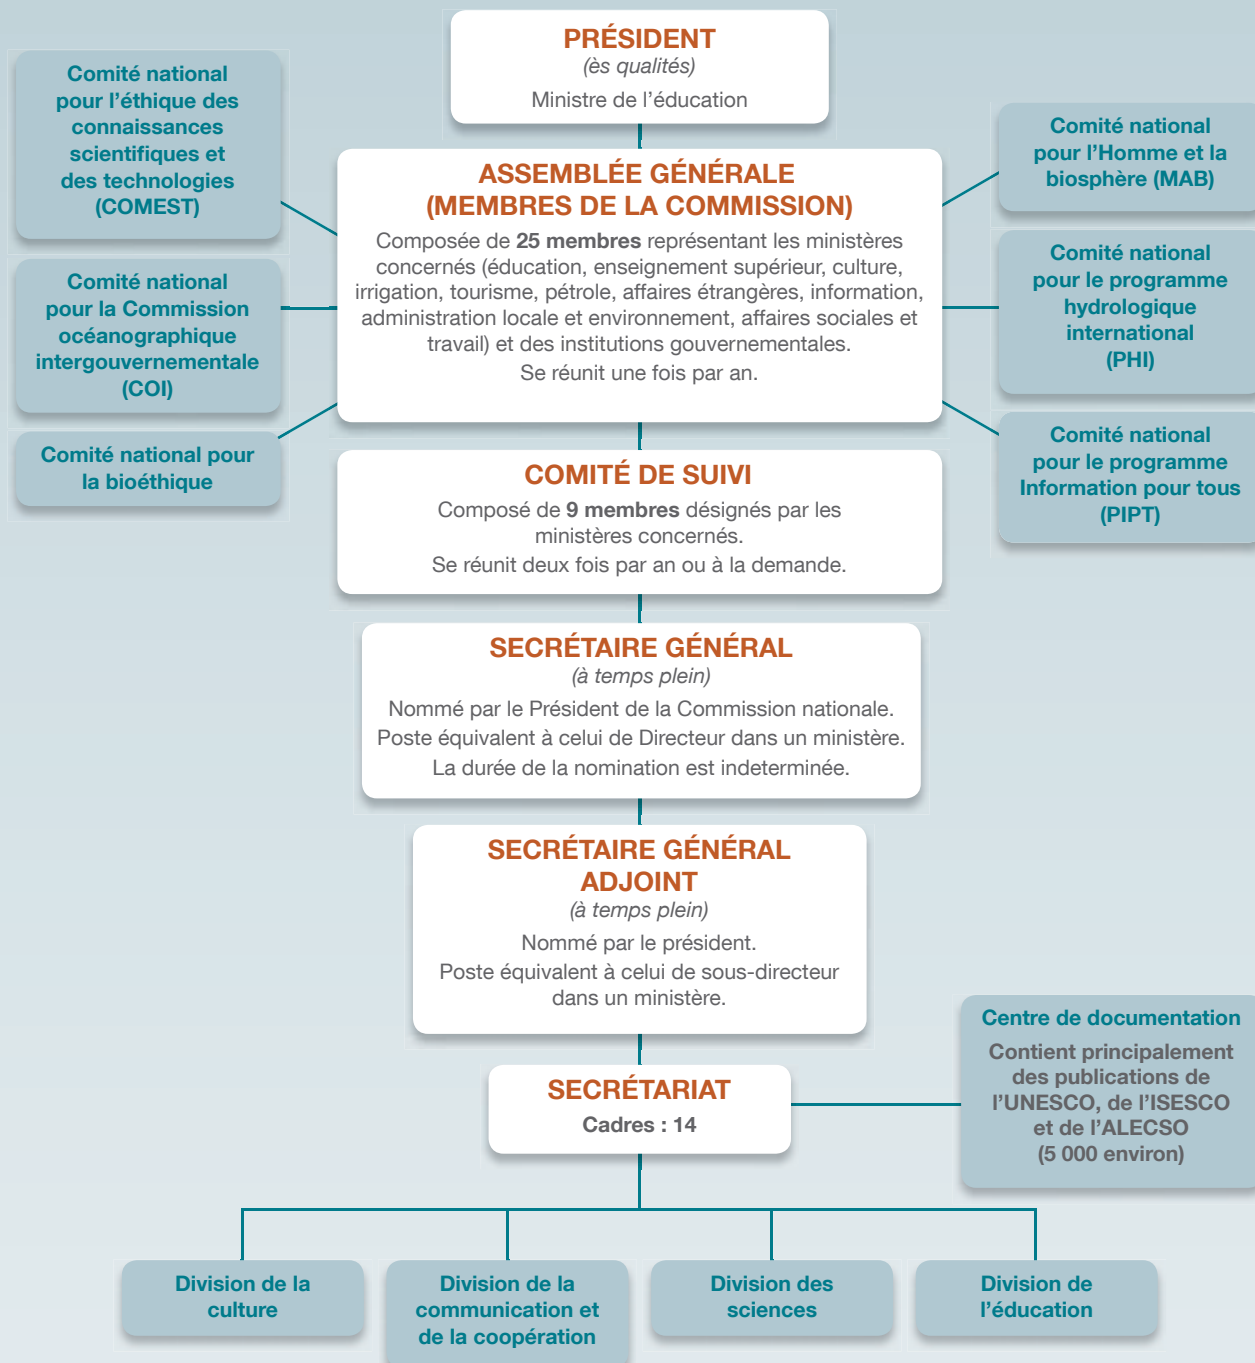 PRÉSIDENT
(ès qualités)
Ministre de l’éducation
Comité national
pour l’éthique des
connaissances
scientifiques et
des technologies
(COMEST)
Comité national
pour la Commission
océanographique
intergouvernementale
(COI)
Comité national pour
la bioéthique
ASSEMBLÉE GÉNÉRALE
(MEMBRES DE LA COMMISSION)
Composée de 25 membres représentant les ministères
concernés (éducation, enseignement supérieur, culture,
irrigation, tourisme, pétrole, affaires étrangères, information,
administration locale et environnement, affaires sociales et
travail) et des institutions gouvernementales.
Se réunit une fois par an.
Comité national
pour l’Homme et la
biosphère (MAB)
Comité national
pour le programme
hydrologique
international
(PHI)
Comité national
pour le programme
Information pour tous
(PIPT)
COMITÉ DE SUIVI
Composé de 9 membres désignés par les
ministères concernés.
Se réunit deux fois par an ou à la demande.
SECRÉTAIRE GÉNÉRAL
(à temps plein)
Nommé par le Président de la Commission nationale.
Poste équivalent à celui de Directeur dans un ministère.
La durée de la nomination est indeterminée.
SECRÉTAIRE GÉNÉRAL
ADJOINT
(à temps plein)
Nommé par le président.
Poste équivalent à celui de sous-directeur
dans un ministère.
SECRÉTARIAT
Cadres : 14
Centre de documentation
Contient principalement
des publications de
l’UNESCO, de l’ISESCO
et de l’ALECSO
(5 000 environ)
Division de la
culture
Division de la
communication et
de la coopération
Division des
sciences
Division de
l’éducation